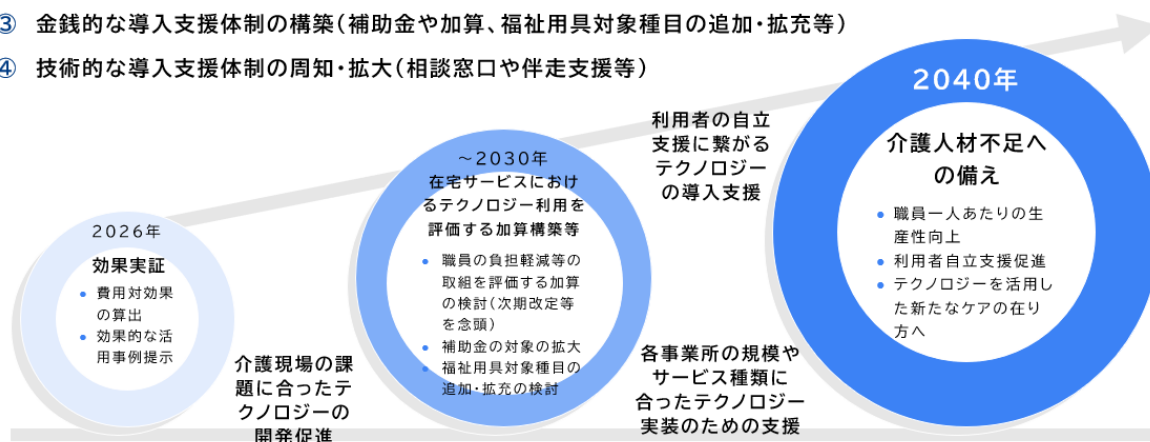 ③ 金銭的な導入支援体制の構築（補助金や加算、福祉用具対象種目の追加・拡充等）
④ 技術的な導入支援体制の周知・拡大（相談窓口や伴走支援等）
2026年
効果実証
• 費用対効果
の算出
• 効果的な活
用事例提示
介護現場の課
題に合ったテ
クノロジーの
開発促進
～2030年
在宅サービスにおけ
るテクノロジー利用を
評価する加算構築等
• 職員の負担軽減等の
取組を評価する加算
の検討（次期改定等
を念頭）
• 補助金の対象の拡大
• 福祉用具対象種目の
追加・拡充の検討
利用者の自立
支援に繋がる
テクノロジー
の導入支援
各事業所の規模や
サービス種類に
合ったテクノロジー
実装のための支援
2040年
介護人材不足へ
の備え
• 職員一人あたりの生
産性向上
• 利用者自立支援促進
• テクノロジーを活用し
た新たなケアの在り
方へ